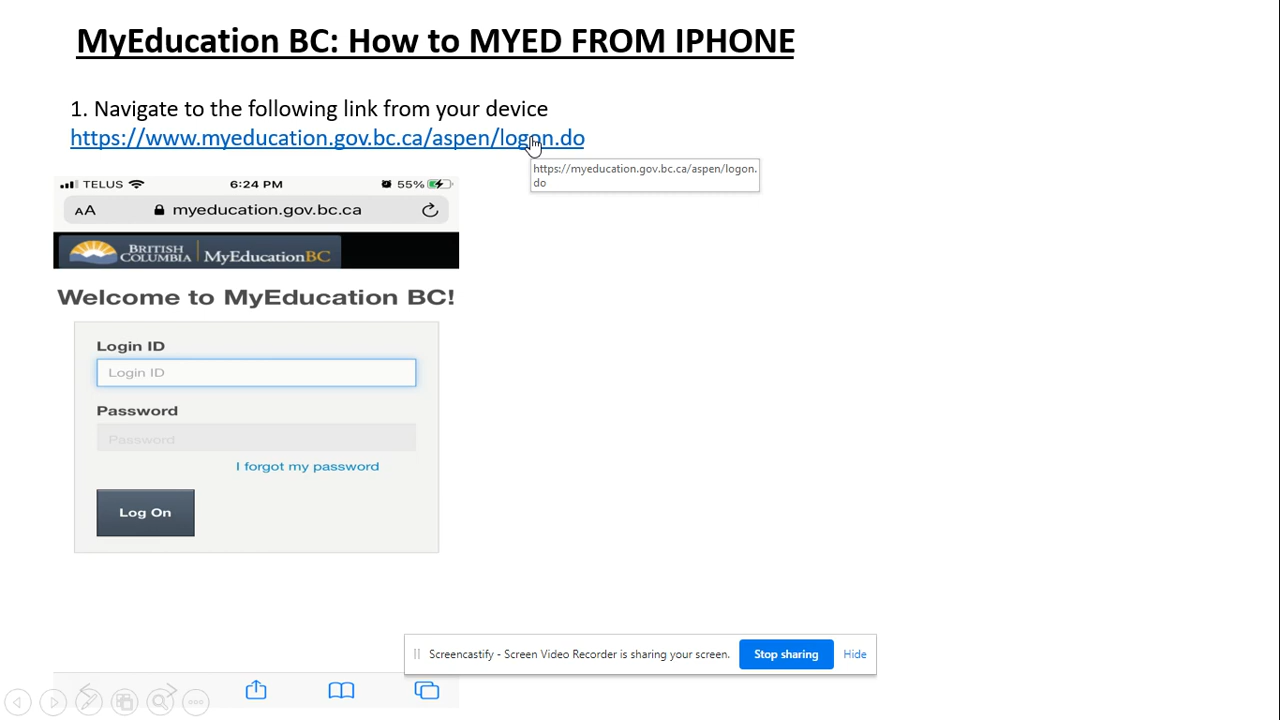 MyEducation BC: How to MYED FROM IPHONE
1. Navigate to the following link from your device
https://www.myeducation.gov.bc.ca/aspen/logon.do
https://myeducation.gov.bc.ca/aspen/logon.
do
TELUS 6:24 PM 55%
AA myeducation.gov.bc.ca
BRITISH
COLUMBIA MyEducationBC
Welcome to MyEducation BC!
Login ID
Login ID
Password
Password
I forgot my password
Log On
Screencastify - Screen Video Recorder is sharing your screen. Stop sharing Hide